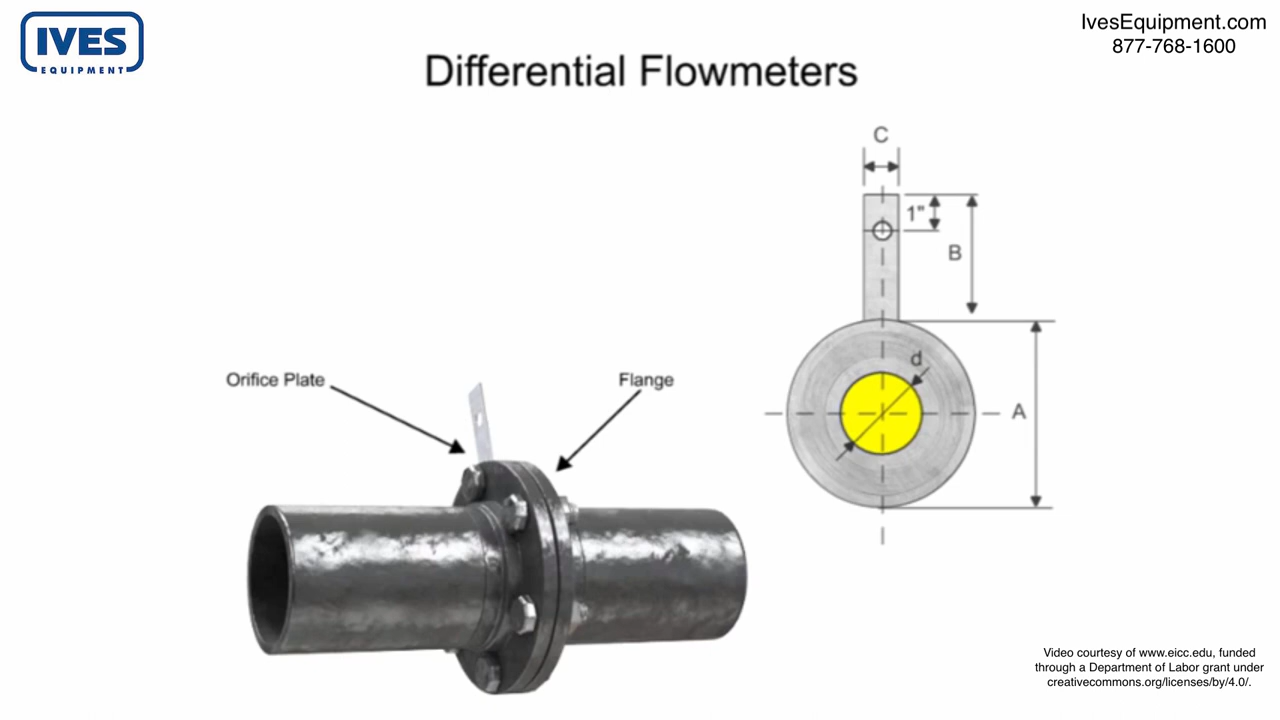 IVES
EQUIPMENT
IvesEquipment.com
877-768-1600
Differential Flowmeters
C
1"
B
d
A
Orifice Plate
Flange
Video courtesy of www.eicc.edu, funded
through a Department of Labor grant under
creativecommons.org/licenses/by/4.0/.